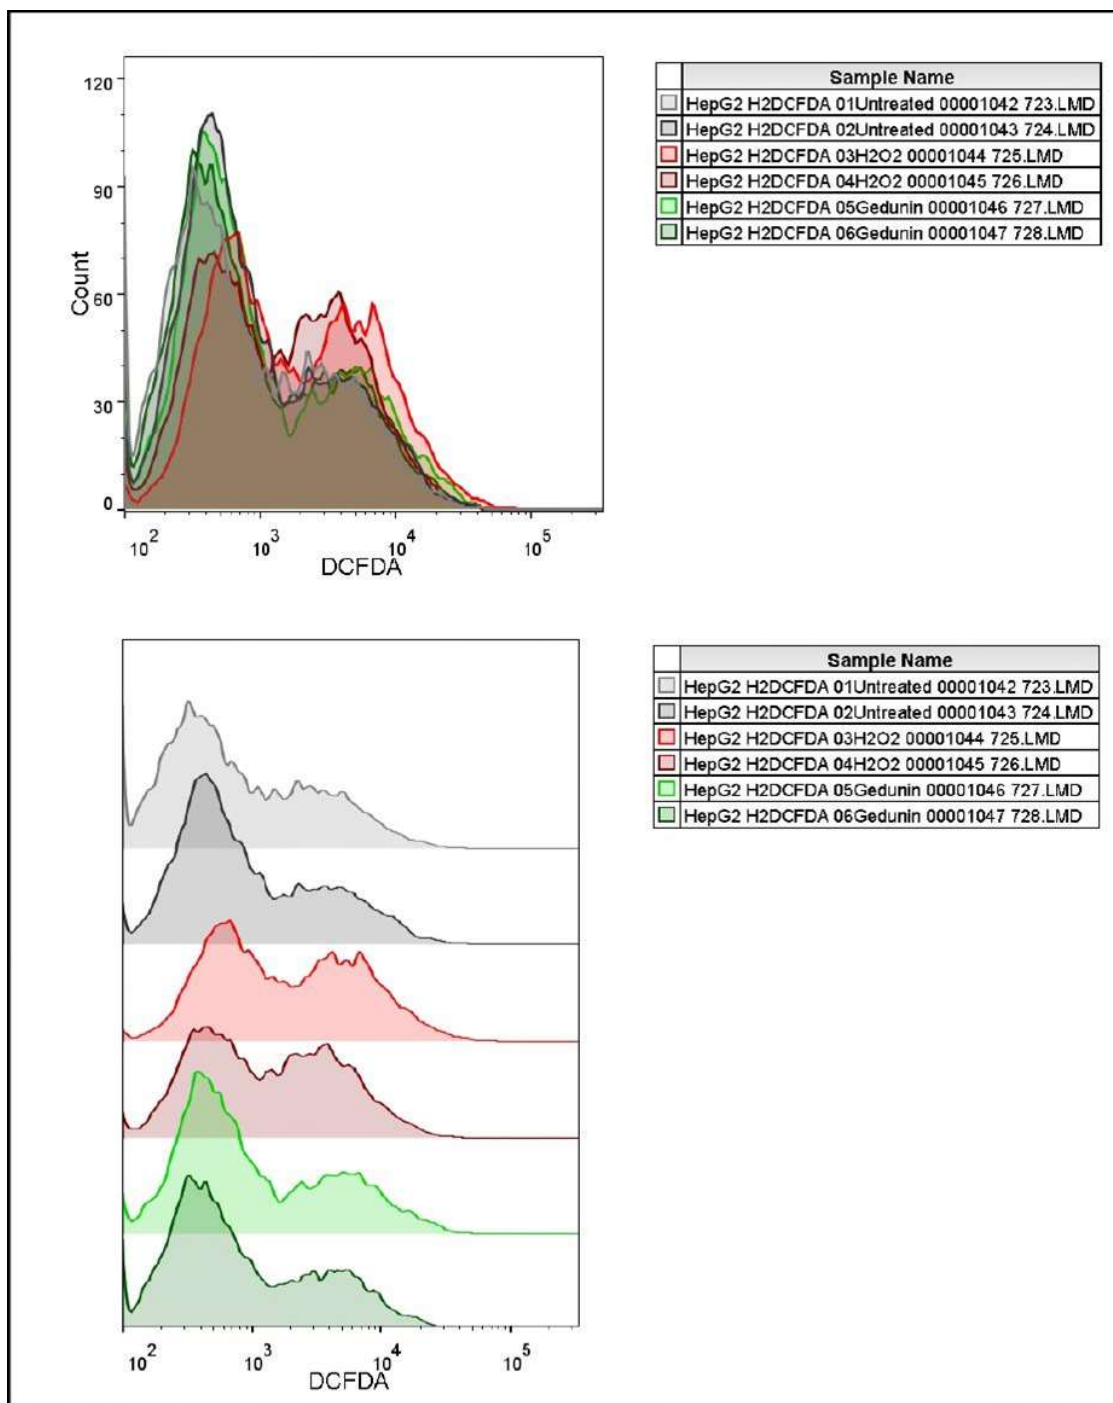 120
90
60
30
0
Count
10^2 10^3 10^4 10^5
DCFDA
Sample Name
HepG2 H2DCFDA 01Untreated 00001042 723.LMD
HepG2 H2DCFDA 02Untreated 00001043 724.LMD
HepG2 H2DCFDA 03H2O2 00001044 725.LMD
HepG2 H2DCFDA 04H2O2 00001045 726.LMD
HepG2 H2DCFDA 05Gedunin 00001046 727.LMD
HepG2 H2DCFDA 06Gedunin 00001047 728.LMD
10^2 10^3 10^4 10^5
DCFDA
Sample Name
HepG2 H2DCFDA 01Untreated 00001042 723.LMD
HepG2 H2DCFDA 02Untreated 00001043 724.LMD
HepG2 H2DCFDA 03H2O2 00001044 725.LMD
HepG2 H2DCFDA 04H2O2 00001045 726.LMD
HepG2 H2DCFDA 05Gedunin 00001046 727.LMD
HepG2 H2DCFDA 06Gedunin 00001047 728.LMD